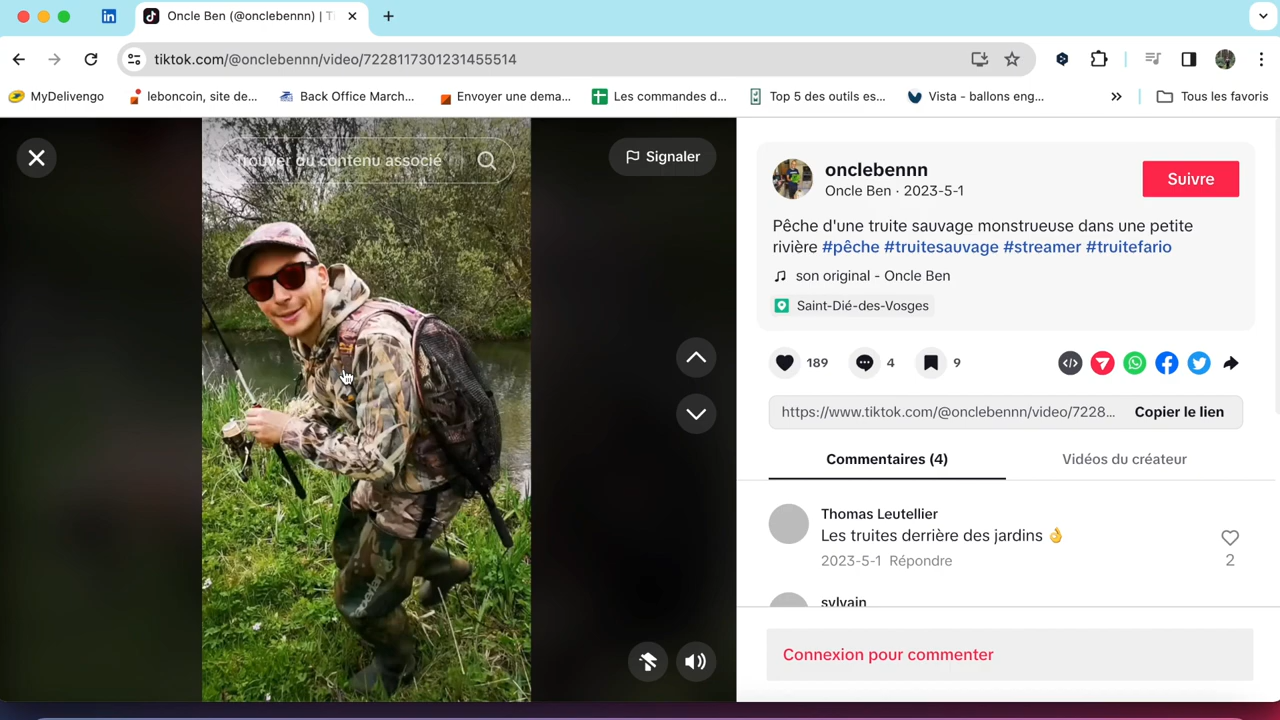 Oncle Ben (@onclebennn) | T
tiktok.com/@onclebennn/video/7228117301231455514
MyDelivengo
leboncoin, site de...
Back Office March...
Envoyer une dema...
Les commandes d...
Top 5 des outils es...
Vista - ballons eng...
Tous les favoris
Trouver du contenu associé
Signaler
onclebennn
Oncle Ben · 2023-5-1
Suivre
Pêche d'une truite sauvage monstrueuse dans une petite
rivière #pêche #truitesauvage #streamer #truitefario
son original - Oncle Ben
Saint-Dié-des-Vosges
189
4
9
https://www.tiktok.com/@onclebennn/video/7228...
Copier le lien
Commentaires (4)
Vidéos du créateur
Thomas Leutellier
Les truites derrière des jardins 👌
2023-5-1 Répondre
2
sylvain
Connexion pour commenter